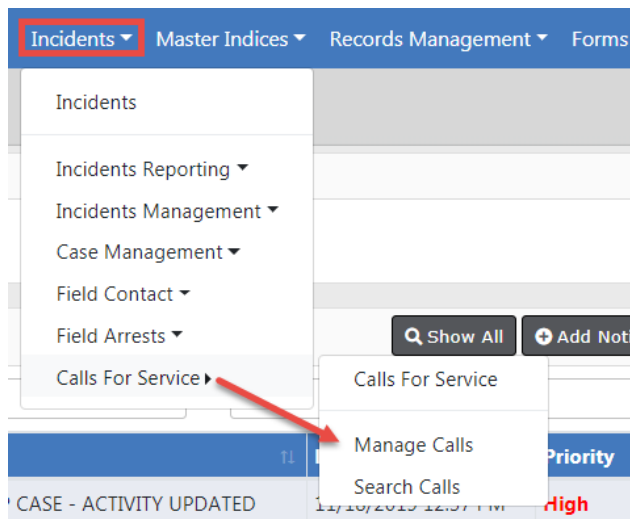 Incidents Master Indices Records Management Forms
Incidents
Incidents Reporting
Incidents Management
Case Management
Field Contact
Field Arrests
Show All Add Noti
Calls For Service
Calls For Service
Manage Calls
Priority
Search Calls
CASE - ACTIVITY UPDATED High